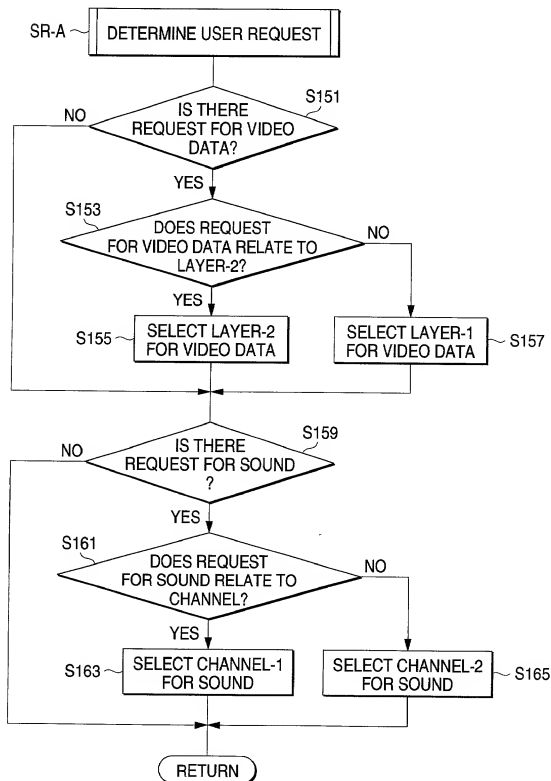 SR-A
DETERMINE USER REQUEST
S151
NO
IS THERE
REQUEST FOR VIDEO
DATA?
YES
S153
NO
DOES REQUEST
FOR VIDEO DATA RELATE TO
LAYER-2?
YES
S155
SELECT LAYER-2
FOR VIDEO DATA
SELECT LAYER-1
FOR VIDEO DATA
S157
S159
NO
IS THERE
REQUEST FOR SOUND
?
YES
S161
NO
DOES REQUEST
FOR SOUND RELATE TO
CHANNEL?
YES
S163
SELECT CHANNEL-1
FOR SOUND
SELECT CHANNEL-2
FOR SOUND
S165
RETURN